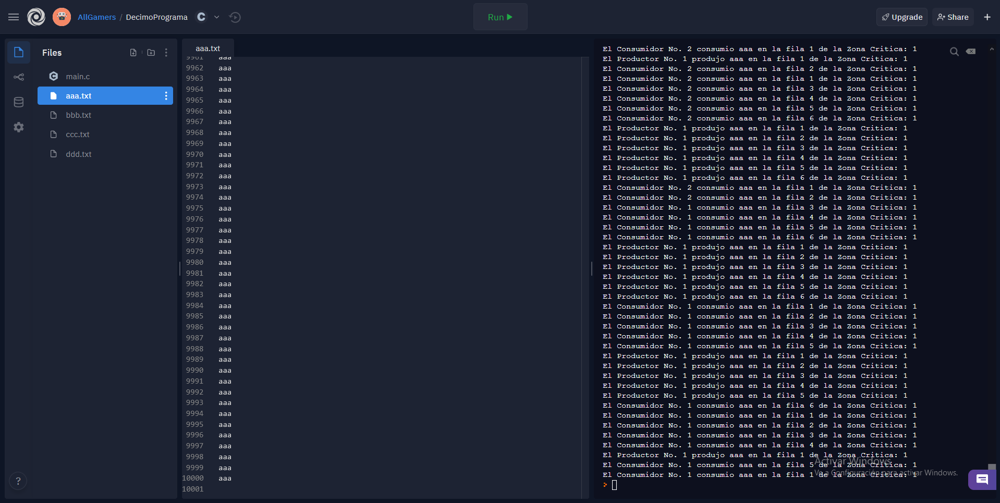 AllGamers / DecimoPrograma
Run
Upgrade
Share
Files
main.c
aaa.txt
bbb.txt
ccc.txt
ddd.txt
?
aaa.txt
9961 aaa
9962 aaa
9963 aaa
9964 aaa
9965 aaa
9966 aaa
9967 aaa
9968 aaa
9969 aaa
9970 aaa
9971 aaa
9972 aaa
9973 aaa
9974 aaa
9975 aaa
9976 aaa
9977 aaa
9978 aaa
9979 aaa
9980 aaa
9981 aaa
9982 aaa
9983 aaa
9984 aaa
9985 aaa
9986 aaa
9987 aaa
9988 aaa
9989 aaa
9990 aaa
9991 aaa
9992 aaa
9993 aaa
9994 aaa
9995 aaa
9996 aaa
9997 aaa
9998 aaa
9999 aaa
10000 aaa
10001
El Consumidor No. 2 consumio aaa en la fila 1 de la Zona Critica: 1
El Productor No. 1 produjo aaa en la fila 1 de la Zona Critica: 1
El Consumidor No. 2 consumio aaa en la fila 2 de la Zona Critica: 1
El Consumidor No. 2 consumio aaa en la fila 1 de la Zona Critica: 1
El Consumidor No. 2 consumio aaa en la fila 3 de la Zona Critica: 1
El Consumidor No. 2 consumio aaa en la fila 4 de la Zona Critica: 1
El Consumidor No. 2 consumio aaa en la fila 5 de la Zona Critica: 1
El Consumidor No. 2 consumio aaa en la fila 6 de la Zona Critica: 1
El Productor No. 1 produjo aaa en la fila 1 de la Zona Critica: 1
El Productor No. 1 produjo aaa en la fila 2 de la Zona Critica: 1
El Productor No. 1 produjo aaa en la fila 3 de la Zona Critica: 1
El Productor No. 1 produjo aaa en la fila 4 de la Zona Critica: 1
El Productor No. 1 produjo aaa en la fila 5 de la Zona Critica: 1
El Productor No. 1 produjo aaa en la fila 6 de la Zona Critica: 1
El Consumidor No. 2 consumio aaa en la fila 1 de la Zona Critica: 1
El Consumidor No. 2 consumio aaa en la fila 2 de la Zona Critica: 1
El Consumidor No. 1 consumio aaa en la fila 3 de la Zona Critica: 1
El Consumidor No. 1 consumio aaa en la fila 4 de la Zona Critica: 1
El Consumidor No. 1 consumio aaa en la fila 5 de la Zona Critica: 1
El Consumidor No. 1 consumio aaa en la fila 6 de la Zona Critica: 1
El Productor No. 1 produjo aaa en la fila 1 de la Zona Critica: 1
El Productor No. 1 produjo aaa en la fila 2 de la Zona Critica: 1
El Productor No. 1 produjo aaa en la fila 3 de la Zona Critica: 1
El Productor No. 1 produjo aaa en la fila 4 de la Zona Critica: 1
El Productor No. 1 produjo aaa en la fila 5 de la Zona Critica: 1
El Productor No. 1 produjo aaa en la fila 6 de la Zona Critica: 1
El Consumidor No. 1 consumio aaa en la fila 1 de la Zona Critica: 1
El Consumidor No. 1 consumio aaa en la fila 2 de la Zona Critica: 1
El Consumidor No. 1 consumio aaa en la fila 3 de la Zona Critica: 1
El Consumidor No. 1 consumio aaa en la fila 4 de la Zona Critica: 1
El Consumidor No. 1 consumio aaa en la fila 5 de la Zona Critica: 1
El Productor No. 1 produjo aaa en la fila 1 de la Zona Critica: 1
El Productor No. 1 produjo aaa en la fila 2 de la Zona Critica: 1
El Productor No. 1 produjo aaa en la fila 3 de la Zona Critica: 1
El Productor No. 1 produjo aaa en la fila 4 de la Zona Critica: 1
El Productor No. 1 produjo aaa en la fila 5 de la Zona Critica: 1
El Consumidor No. 1 consumio aaa en la fila 6 de la Zona Critica: 1
El Consumidor No. 1 consumio aaa en la fila 1 de la Zona Critica: 1
El Consumidor No. 1 consumio aaa en la fila 2 de la Zona Critica: 1
El Consumidor No. 1 consumio aaa en la fila 3 de la Zona Critica: 1
El Consumidor No. 1 consumio aaa en la fila 4 de la Zona Critica: 1
El Productor No. 1 produjo aaa en la fila 1 de la Zona Critica: 1
El Consumidor No. 1 consumio aaa en la fila 5 de la Zona Critica: 1
El Consumidor No. 1 consumio aaa en la fila 1 de la Zona Critica: 1
Activar Windows
Ve a Configuración para activar Windows.